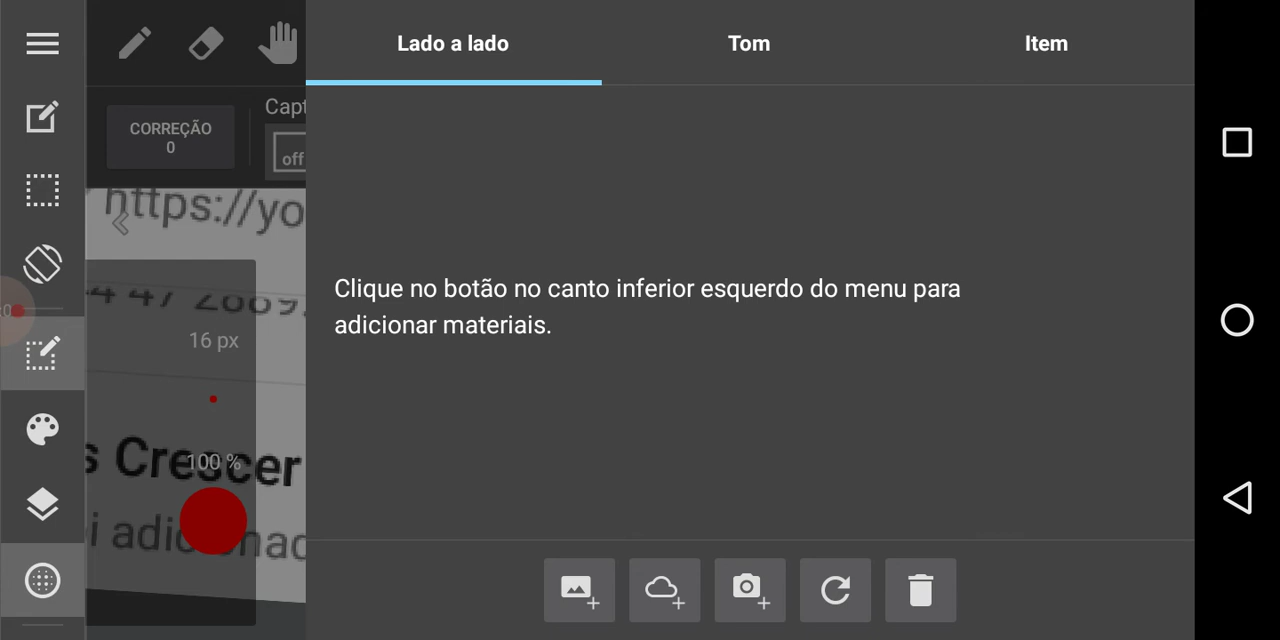 Lado a lado
Tom
Item
CORREÇÃO
0
Capt
off
https://yo
16 px
100 %
s Crescer
Clique no botão no canto inferior esquerdo do menu para
adicionar materiais.